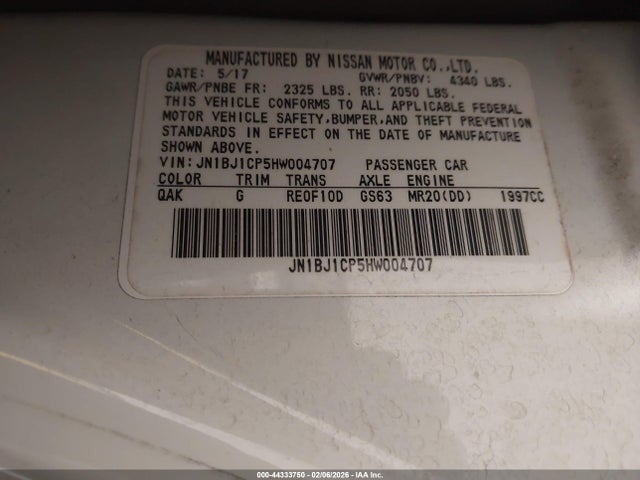 MANUFACTURED BY NISSAN MOTOR CO.,LTD.
DATE: 5/17 GVWR/PNBV: 4340 LBS.
GAWR/PNBE FR: 2325 LBS. RR: 2050 LBS.
THIS VEHICLE CONFORMS TO ALL APPLICABLE FEDERAL
MOTOR VEHICLE SAFETY,BUMPER,AND THEFT PREVENTION
STANDARDS IN EFFECT ON THE DATE OF MANUFACTURE
SHOWN ABOVE.
VIN:JN1BJ1CP5HW004707 PASSENGER CAR
COLOR TRIM TRANS AXLE ENGINE
QAK G RE0F10D GS63 MR20(DD) 1997CC
JN1BJ1CP5HW004707
000-44333750 - 02/06/2026 - IAA Inc.